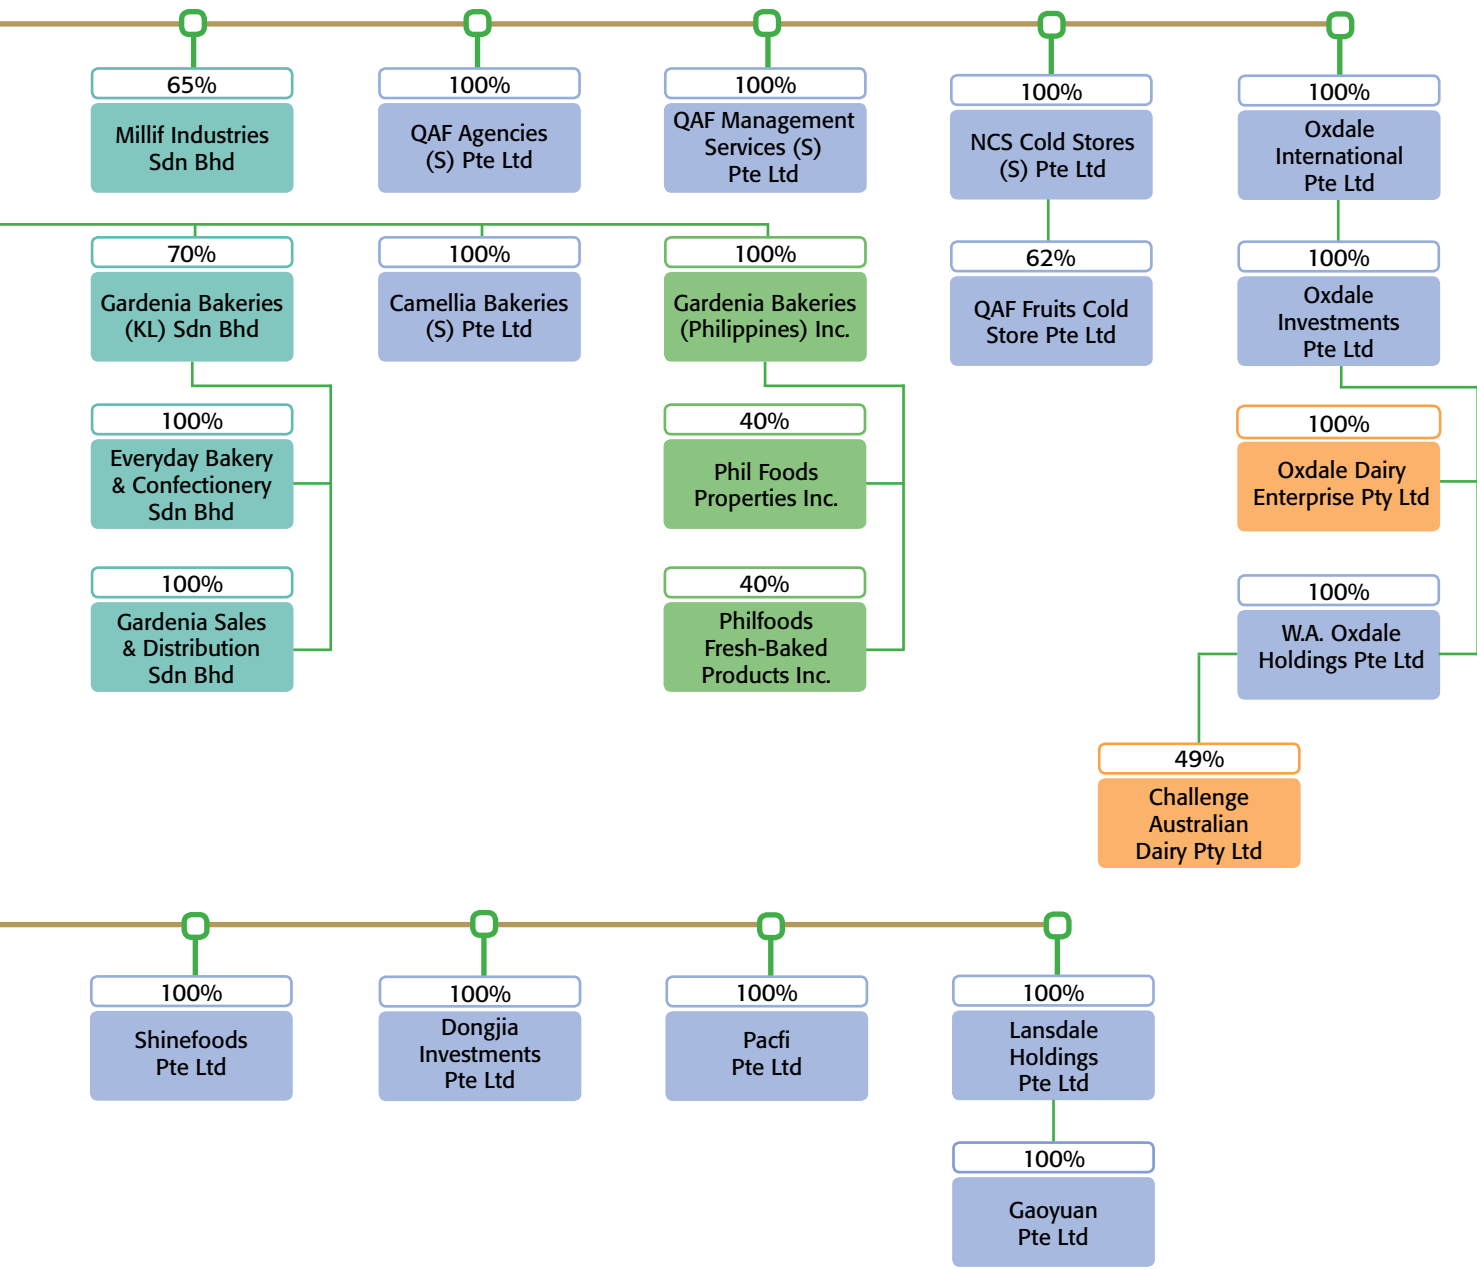 65%
Millif Industries
Sdn Bhd
100%
QAF Agencies
(S) Pte Ltd
100%
QAF Management
Services (S)
Pte Ltd
100%
NCS Cold Stores
(S) Pte Ltd
100%
Oxdale
International
Pte Ltd
70%
Gardenia Bakeries
(KL) Sdn Bhd
100%
Camellia Bakeries
(S) Pte Ltd
100%
Gardenia Bakeries
(Philippines) Inc.
62%
QAF Fruits Cold
Store Pte Ltd
100%
Oxdale
Investments
Pte Ltd
100%
Everyday Bakery
& Confectionery
Sdn Bhd
40%
Phil Foods
Properties Inc.
100%
Oxdale Dairy
Enterprise Pty Ltd
100%
Gardenia Sales
& Distribution
Sdn Bhd
40%
Philfoods
Fresh-Baked
Products Inc.
100%
W.A. Oxdale
Holdings Pte Ltd
49%
Challenge
Australian
Dairy Pty Ltd
100%
Shinefoods
Pte Ltd
100%
Dongjia
Investments
Pte Ltd
100%
Pacfi
Pte Ltd
100%
Lansdale
Holdings
Pte Ltd
100%
Gaoyuan
Pte Ltd